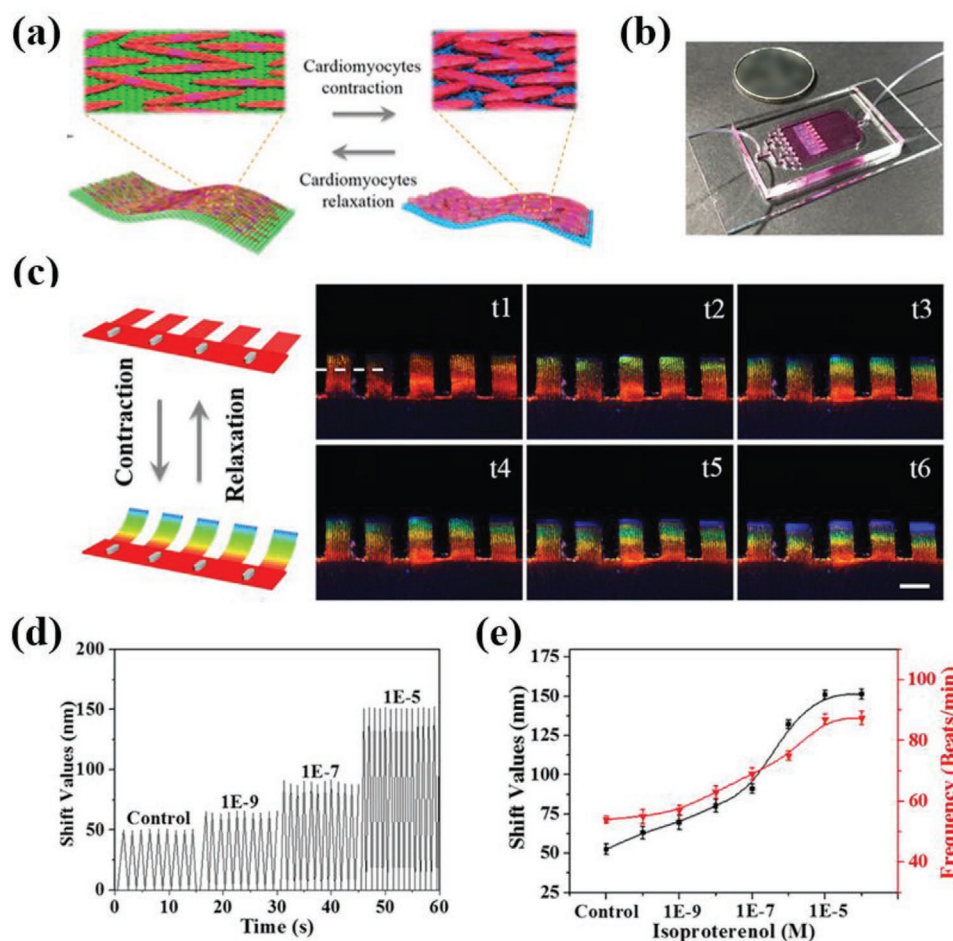 (a)
Cardiomyocytes
contraction
Cardiomyocytes
relaxation
(b)
(c)
Contraction
Relaxation
t1
t2
t3
t4
t5
t6
(d)
Shift Values (nm)
200
150
100
50
0
Control
1E-9
1E-7
1E-5
0 10 20 30 40 50 60
Time (s)
(e)
Shift Values (nm)
175
150
125
100
75
50
25
Control 1E-9 1E-7 1E-5
Isoproterenol (M)
100
80
60
40
Frequency (Beats/min)